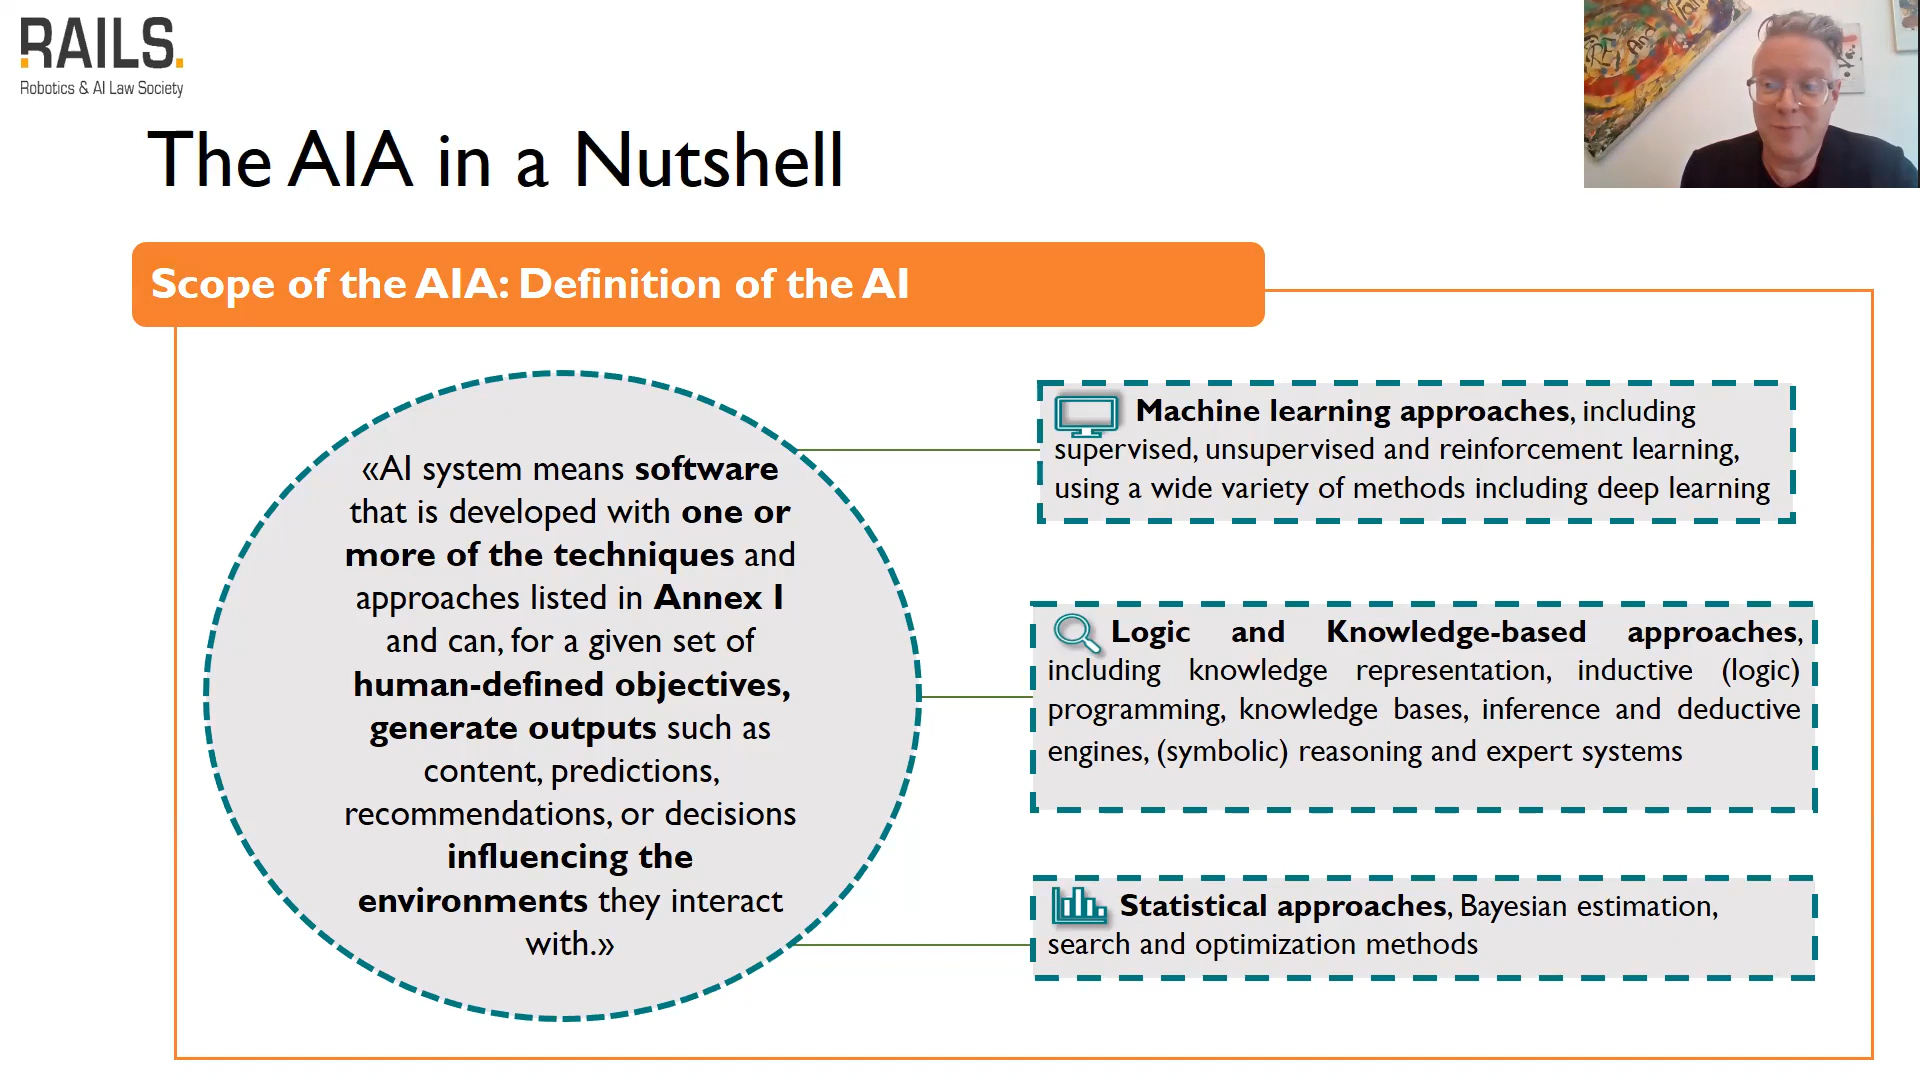 RAILS.
Robotics & AI Law Society
The AIA in a Nutshell
Scope of the AIA: Definition of the AI
«AI system means software
that is developed with one or
more of the techniques and
approaches listed in Annex I
and can, for a given set of
human-defined objectives,
generate outputs such as
content, predictions,
recommendations, or decisions
influencing the
environments they interact
with.»
Machine learning approaches, including
supervised, unsupervised and reinforcement learning,
using a wide variety of methods including deep learning
Logic and Knowledge-based approaches,
including knowledge representation, inductive (logic)
programming, knowledge bases, inference and deductive
engines, (symbolic) reasoning and expert systems
Statistical approaches, Bayesian estimation,
search and optimization methods